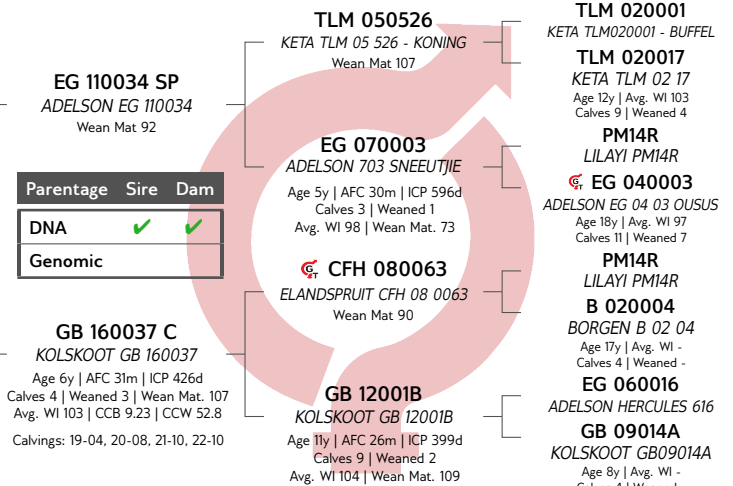 EG 110034 SP
ADELSON EG 110034
Wean Mat 92
Parentage Sire Dam
DNA ✔ ✔
Genomic
GB 160037 C
KOLSKOOT GB 160037
Age 6y | AFC 31m | ICP 426d
Calves 4 | Weaned 3 | Wean Mat. 107
Avg. WI 103 | CCB 9.23 | CCW 52.8
Calvings: 19-04, 20-08, 21-10, 22-10
TLM 050526
KETA TLM 05 526 - KONING
Wean Mat 107
EG 070003
ADELSON 703 SNEEUTJIE
Age 5y | AFC 30m | ICP 596d
Calves 3 | Weaned 1
Avg. WI 98 | Wean Mat. 73
GT CFH 080063
ELANDSPRUIT CFH 08 0063
Wean Mat 90
GB 12001B
KOLSKOOT GB 12001B
Age 11y | AFC 26m | ICP 399d
Calves 9 | Weaned 2
Avg. WI 104 | Wean Mat. 109
TLM 020001
KETA TLM020001 - BUFFEL
TLM 020017
KETA TLM 02 17
Age 12y | Avg. WI 103
Calves 9 | Weaned 4
PM14R
LILAYI PM14R
GT EG 040003
ADELSON EG 04 03 OUSUS
Age 18y | Avg. WI 97
Calves 11 | Weaned 7
PM14R
LILAYI PM14R
B 020004
BORGEN B 02 04
Age 17y | Avg. WI -
Calves 4 | Weaned -
EG 060016
ADELSON HERCULES 616
GB 09014A
KOLSKOOT GB09014A
Age 8y | Avg. WI -